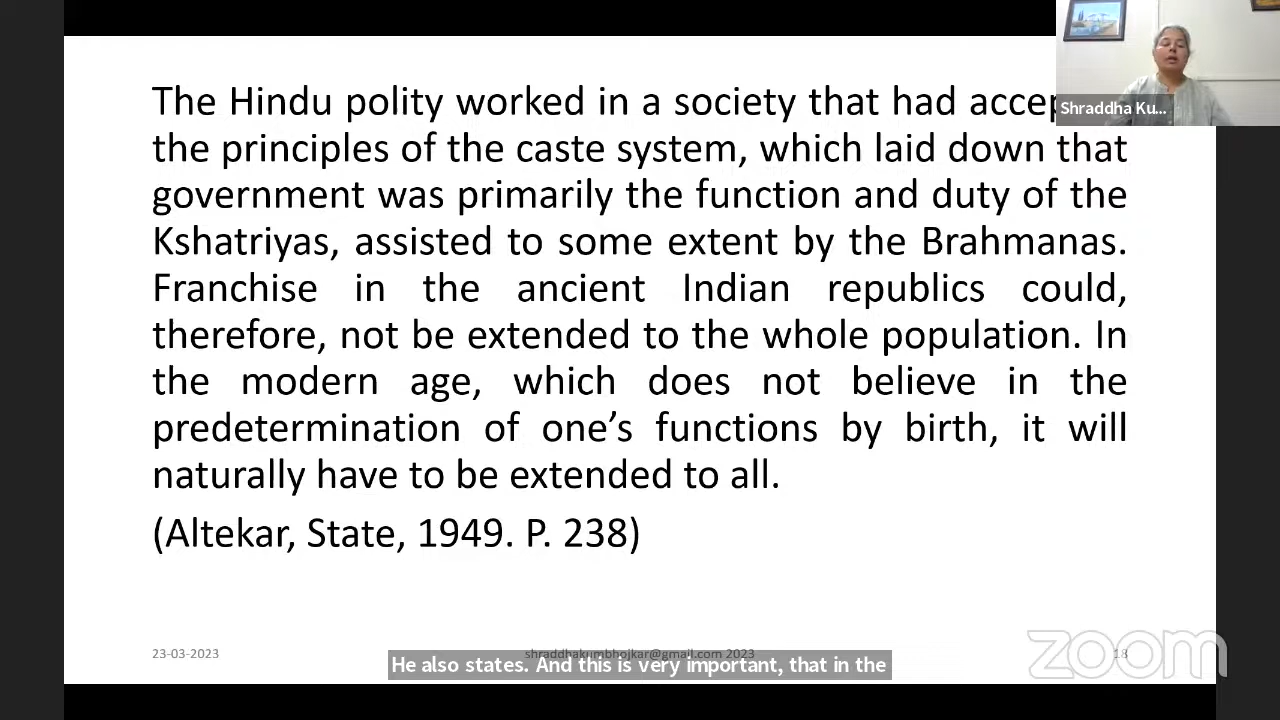 The Hindu polity worked in a society that had
the principles of the caste system, which laid down that
government was primarily the function and duty of the
Kshatriyas, assisted to some extent by the Brahmanas.
Franchise in the ancient Indian republics could,
therefore, not be extended to the whole population. In
the modern age, which does not believe in the
predetermination of one's functions by birth, it will
naturally have to be extended to all.
(Altekar, State, 1949. P. 238)
Shraddha Ku...
23-03-2023
shraddhakumbhojkar@gmail.com 2023
18
He also states. And this is very important, that in the
zoom